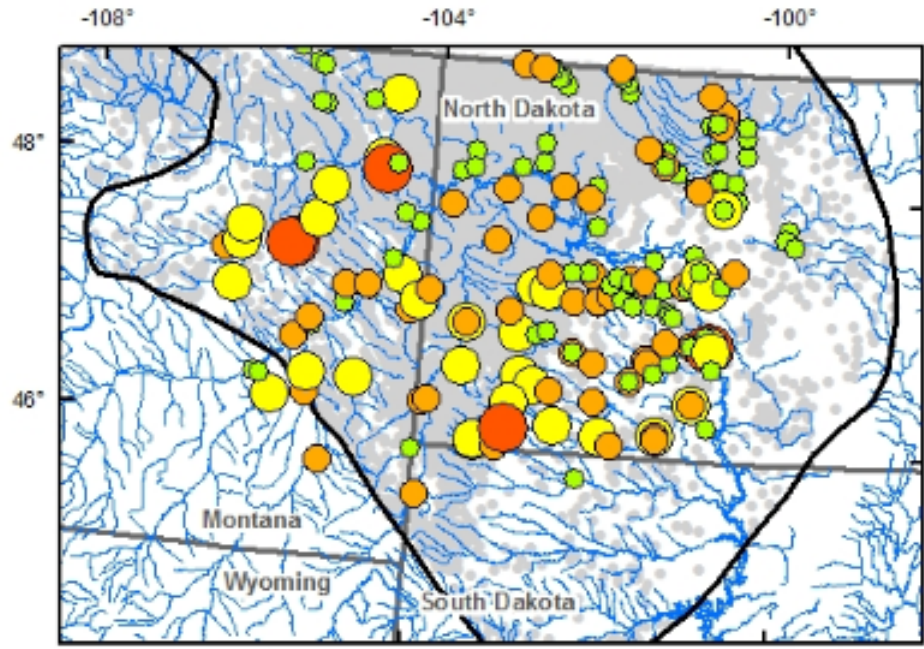 -108° -104° -100°
North Dakota
48°
46°
Montana
Wyoming
South Dakota